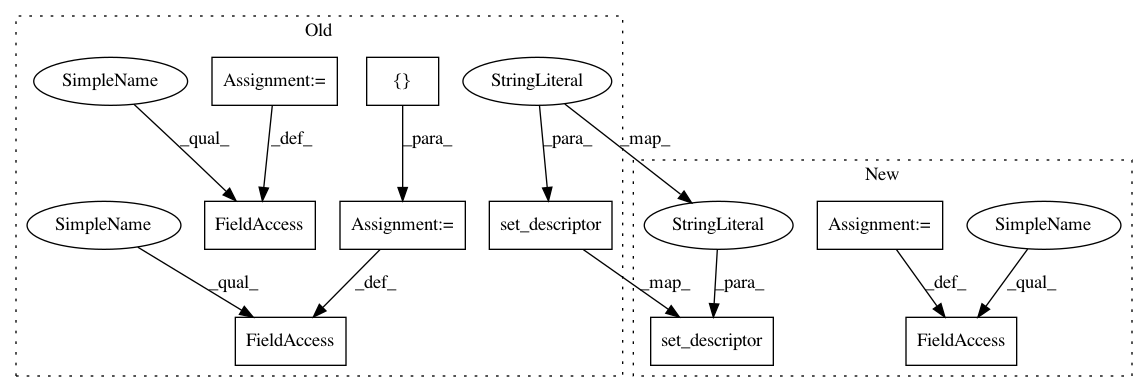 Old
SimpleName
Assignment:=
{}
StringLiteral
_qual_
_def_
_para_
_para_
_map_
New
SimpleName
FieldAccess
Assignment:=
set_descriptor
StringLiteral
Assignment:=
SimpleName
_qual_
_def_
_map_
_para_
_def_
_qual_
FieldAccess
set_descriptor
FieldAccess